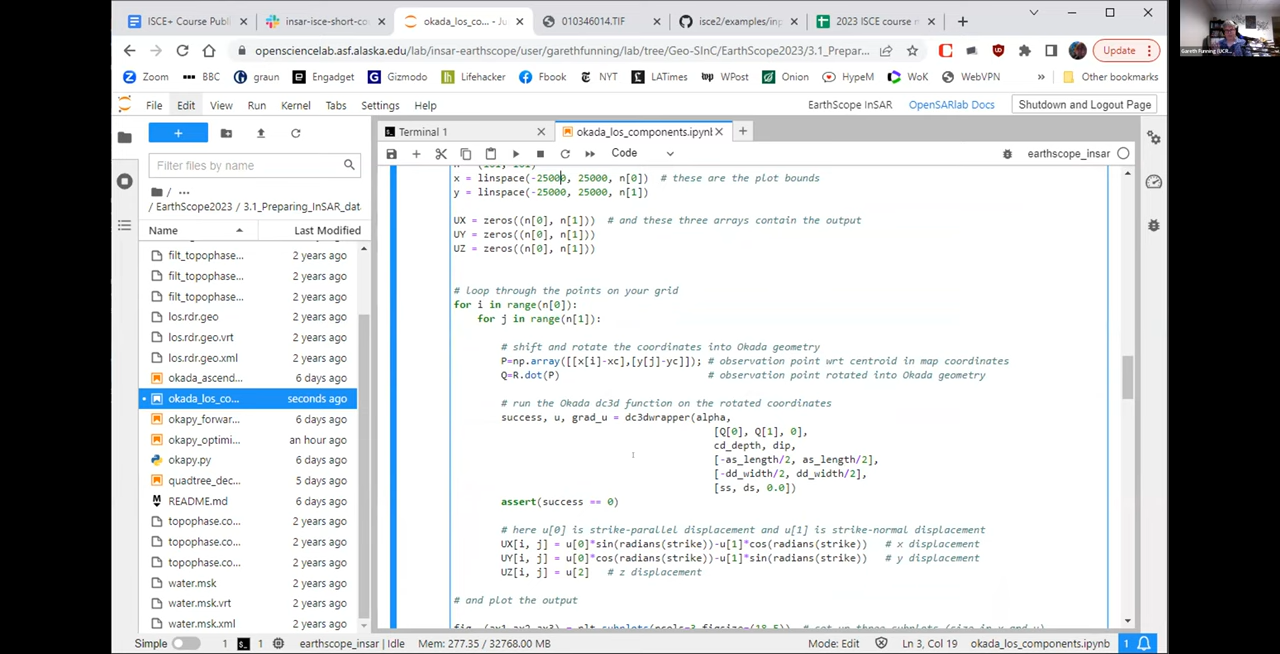 ISCE+ Course Publ
insar-isce-short-co
okada_los_co... - Ju
010346014.TIF
isce2/examples/inp
2023 ISCE course m
openscienceLab.asf.alaska.edu/lab/insar-earthscope/user/garethfunning/lab/tree/Geo-SInC/EarthScope2023/3.1_Prepar...
Update
Zoom
BBC
graun
Engadget
Gizmodo
Lifehacker
Fbook
NYT
LATimes
WPost
Onion
HypeM
WoK
WebVPN
»
Other bookmarks
Gareth Funning (UCR...
File Edit View Run Kernel Tabs Settings Help
EarthScope InSAR
OpenSARlab Docs
Shutdown and Logout Page
Terminal 1
okada_los_components.ipynb
Filter files by name
Code
earthscope_insar
/ ···
/ EarthScope2023 / 3.1_Preparing_InSAR_dat
Name Last Modified
filt_topophase... 2 years ago
filt_topophase... 2 years ago
filt_topophase... 2 years ago
los.rdr.geo 2 years ago
los.rdr.geo.vrt 2 years ago
los.rdr.geo.xml 2 years ago
okada_ascend... 6 days ago
okada_los_co... seconds ago
okapy_forwar... 6 days ago
okapy_optimi... an hour ago
okapy.py 6 days ago
quadtree_dec... 5 days ago
README.md 6 days ago
topophase.co... 2 years ago
topophase.co... 2 years ago
topophase.co... 2 years ago
water.msk 2 years ago
water.msk.vrt 2 years ago
water.msk.xml 2 years ago
x = linspace(-25000, 25000, n[0]) # these are the plot bounds
y = linspace(-25000, 25000, n[1])
UX = zeros((n[0], n[1])) # and these three arrays contain the output
UY = zeros((n[0], n[1]))
UZ = zeros((n[0], n[1]))
# loop through the points on your grid
for i in range(n[0]):
for j in range(n[1]):
# shift and rotate the coordinates into Okada geometry
P=np.array([[x[i]-xc],[y[j]-yc]]); # observation point wrt centroid in map coordinates
Q=R.dot(P) # observation point rotated into Okada geometry
# run the Okada dc3d function on the rotated coordinates
success, u, grad_u = dc3dwrapper(alpha,
[Q[0], Q[1], 0],
cd_depth, dip,
[-as_length/2, as_length/2],
[-dd_width/2, dd_width/2],
[ss, ds, 0.0])
assert(success == 0)
# here u[0] is strike-parallel displacement and u[1] is strike-normal displacement
UX[i, j] = u[0]*sin(radians(strike))-u[1]*cos(radians(strike)) # x displacement
UY[i, j] = u[0]*cos(radians(strike))-u[1]*sin(radians(strike)) # y displacement
UZ[i, j] = u[2] # z displacement
# and plot the output
Simple 1 1 earthscope_insar | Idle Mem: 277.35 / 32768.00 MB
Mode: Edit Ln 3, Col 19 okada_los_components.ipynb 1